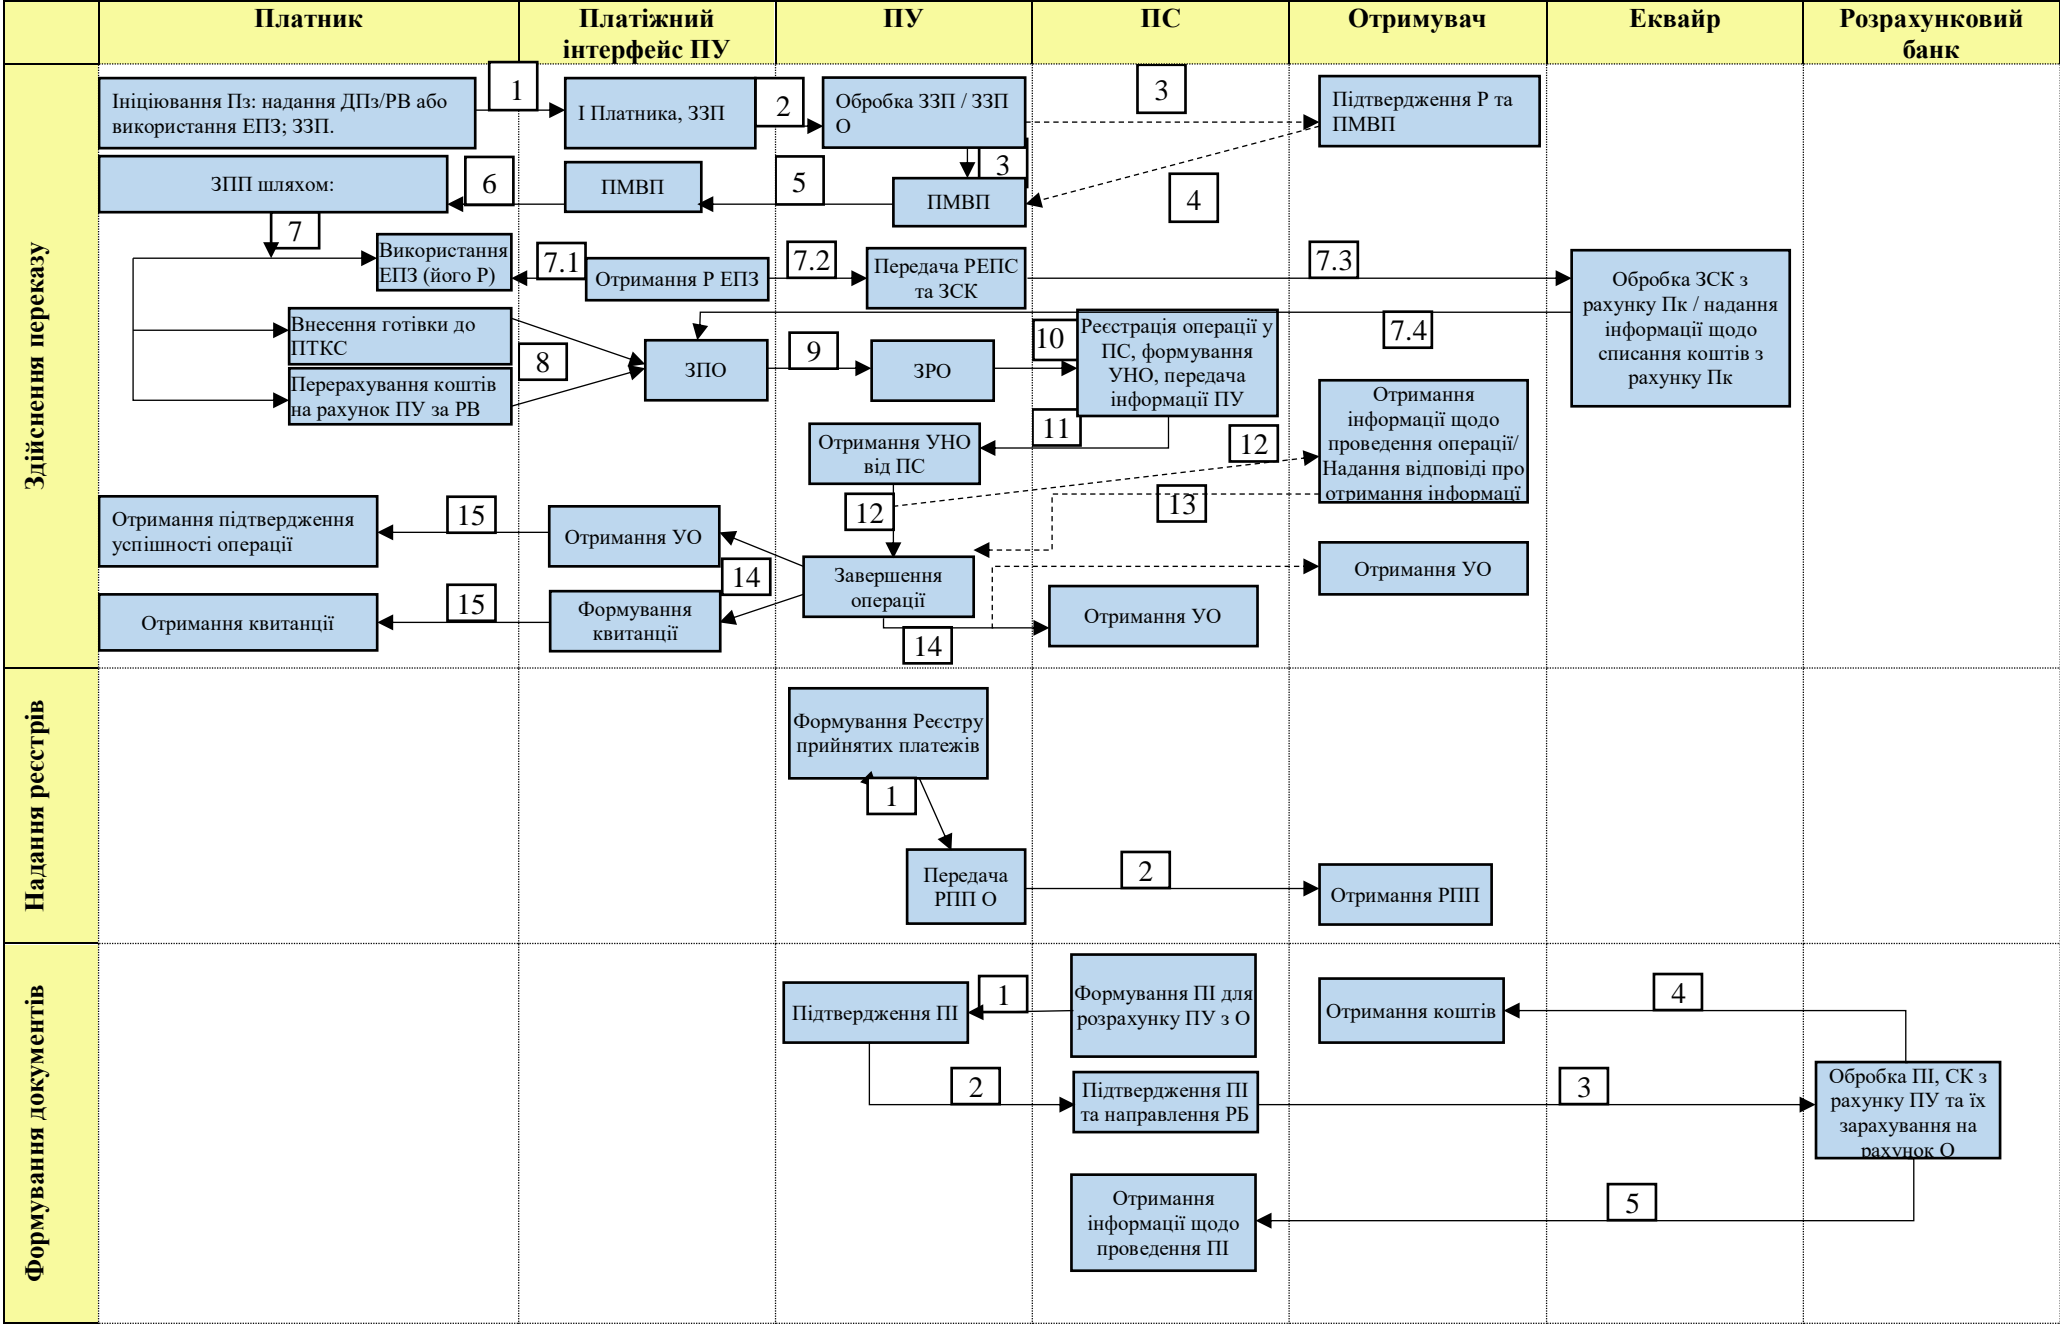 Платник
Платіжний
інтерфейс ПУ
ПУ
ПС
Отримувач
Еквайр
Розрахунковий
банк
Здійснення переказу
Ініціювання Пз: надання ДПз/РВ або
використання ЕПЗ; ЗЗП.
1
І Платника, ЗЗП
2
Обробка ЗЗП / ЗЗП
О
3
Підтвердження Р та
ПМВП
3
ЗПП шляхом:
6
ПМВП
5
ПМВП
4
7
Використання
ЕПЗ (його Р)
7.1
Отримання Р ЕПЗ
7.2
Передача РЕПС
та ЗСК
7.3
Обробка ЗСК з
рахунку Пк / надання
інформації щодо
списання коштів з
рахунку Пк
7.4
Внесення готівки до
ПТКС
Перерахування коштів
на рахунок ПУ за РВ
8
ЗПО
9
ЗРО
10
Реєстрація операції у
ПС, формування
УНО, передача
інформації ПУ
11
Отримання УНО
від ПС
12
12
Отримання
інформації щодо
проведення операції/
Надання відповіді про
отримання інформації
13
Отримання підтвердження
успішності операції
15
Отримання УО
14
Завершення
операції
Отримання УО
Отримання квитанції
15
Формування
квитанції
14
Отримання УО
Надання реєстрів
Формування Реєстру
прийнятих платежів
1
Передача
РПП О
2
Отримання РПП
Формування документів
Підтвердження ПІ
1
Формування ПІ для
розрахунку ПУ з О
Отримання коштів
4
2
Підтвердження ПІ
та направлення РБ
3
Обробка ПІ, СК з
рахунку ПУ та їх
зарахування на
рахунок О
Отримання
інформації щодо
проведення ПІ
5